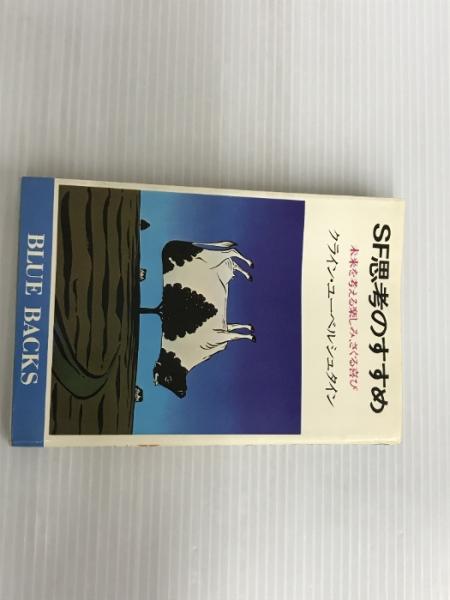 SF思考のすすめ
未来を考える楽しみ、さぐる喜び
クライン・ユーベルシュタイン
BLUE BACKS